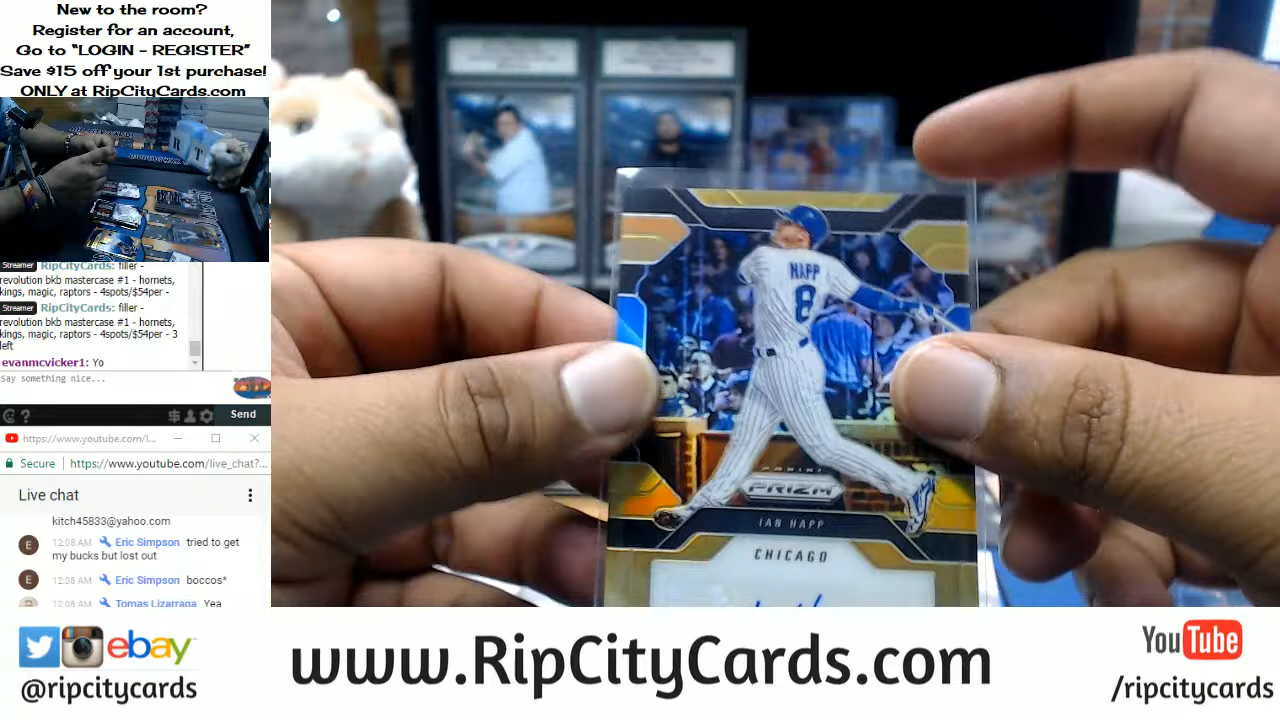 New to the room?
Register for an account,
Go to "LOGIN - REGISTER"
Save $15 off your 1st purchase!
ONLY at RipCityCards.com
Streamer RipCityCards: filler -
revolution bkb mastercase #1 - hornets,
kings, magic, raptors - 4spots/$54per -
Streamer RipCityCards: filler -
revolution bkb mastercase #1 - hornets,
kings, magic, raptors - 4spots/$54per - 3
left
evanmcvicker1: Yo
Say something nice...
Send
https://www.youtube.com/l...
Secure https://www.youtube.com/live_chat?...
Live chat
kitch45833@yahoo.com
12:08 AM Eric Simpson tried to get
my bucks but lost out
12:08 AM Eric Simpson boccos*
Tomas Lizarraga Yea
HAPP
8
PANINI
PRIZM
IAN HAPP
CHICAGO
ebay
@ripcitycards
www.RipCityCards.com
YouTube
/ripcitycards